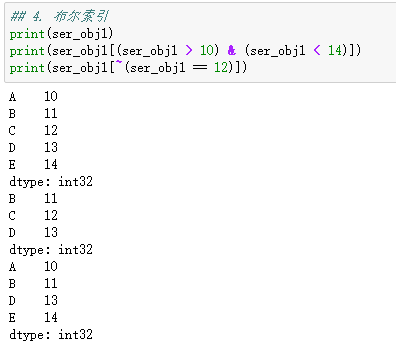 ## 4. 布尔索引
print(ser_obj1)
print(ser_obj1[(ser_obj1 > 10) & (ser_obj1 < 14)])
print(ser_obj1[~(ser_obj1 == 12)])
A    10
B    11
C    12
D    13
E    14
dtype: int32
B    11
C    12
D    13
dtype: int32
A    10
B    11
D    13
E    14
dtype: int32